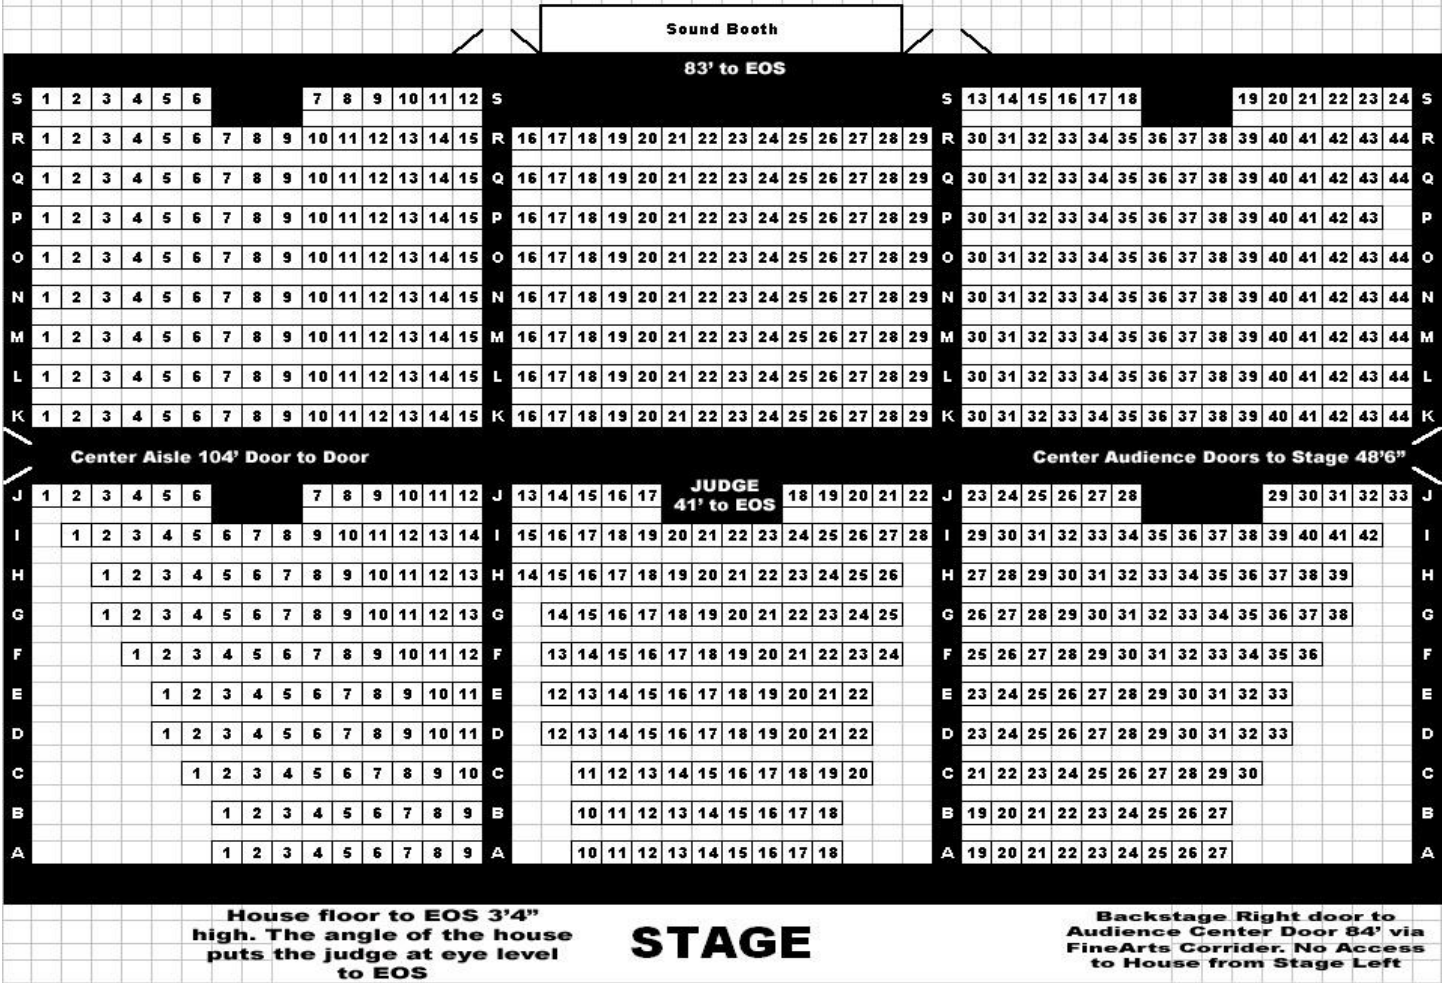 Sound Booth
83' to EOS
S 1 2 3 4 5 6 7 8 9 10 11 12 S S 13 14 15 16 17 18 19 20 21 22 23 24 S
R 1 2 3 4 5 6 7 8 9 10 11 12 13 14 15 R 16 17 18 19 20 21 22 23 24 25 26 27 28 29 R 30 31 32 33 34 35 36 37 38 39 40 41 42 43 44 R
Q 1 2 3 4 5 6 7 8 9 10 11 12 13 14 15 Q 16 17 18 19 20 21 22 23 24 25 26 27 28 29 Q 30 31 32 33 34 35 36 37 38 39 40 41 42 43 44 Q
P 1 2 3 4 5 6 7 8 9 10 11 12 13 14 15 P 16 17 18 19 20 21 22 23 24 25 26 27 28 29 P 30 31 32 33 34 35 36 37 38 39 40 41 42 43 P
O 1 2 3 4 5 6 7 8 9 10 11 12 13 14 15 O 16 17 18 19 20 21 22 23 24 25 26 27 28 29 O 30 31 32 33 34 35 36 37 38 39 40 41 42 43 44 O
N 1 2 3 4 5 6 7 8 9 10 11 12 13 14 15 N 16 17 18 19 20 21 22 23 24 25 26 27 28 29 N 30 31 32 33 34 35 36 37 38 39 40 41 42 43 44 N
M 1 2 3 4 5 6 7 8 9 10 11 12 13 14 15 M 16 17 18 19 20 21 22 23 24 25 26 27 28 29 M 30 31 32 33 34 35 36 37 38 39 40 41 42 43 44 M
L 1 2 3 4 5 6 7 8 9 10 11 12 13 14 15 L 16 17 18 19 20 21 22 23 24 25 26 27 28 29 L 30 31 32 33 34 35 36 37 38 39 40 41 42 43 44 L
K 1 2 3 4 5 6 7 8 9 10 11 12 13 14 15 K 16 17 18 19 20 21 22 23 24 25 26 27 28 29 K 30 31 32 33 34 35 36 37 38 39 40 41 42 43 44 K
Center Aisle 104' Door to Door
Center Audience Doors to Stage 48'6"
JUDGE
41' to EOS
J 1 2 3 4 5 6 7 8 9 10 11 12 J 13 14 15 16 17 18 19 20 21 22 J 23 24 25 26 27 28 29 30 31 32 33 J
I 1 2 3 4 5 6 7 8 9 10 11 12 13 14 I 15 16 17 18 19 20 21 22 23 24 25 26 27 28 I 29 30 31 32 33 34 35 36 37 38 39 40 41 42 I
H 1 2 3 4 5 6 7 8 9 10 11 12 13 H 14 15 16 17 18 19 20 21 22 23 24 25 26 H 27 28 29 30 31 32 33 34 35 36 37 38 39 H
G 1 2 3 4 5 6 7 8 9 10 11 12 13 G 14 15 16 17 18 19 20 21 22 23 24 25 G 26 27 28 29 30 31 32 33 34 35 36 37 38 G
F 1 2 3 4 5 6 7 8 9 10 11 12 F 13 14 15 16 17 18 19 20 21 22 23 24 F 25 26 27 28 29 30 31 32 33 34 35 36 F
E 1 2 3 4 5 6 7 8 9 10 11 E 12 13 14 15 16 17 18 19 20 21 22 E 23 24 25 26 27 28 29 30 31 32 33 E
D 1 2 3 4 5 6 7 8 9 10 11 D 12 13 14 15 16 17 18 19 20 21 22 D 23 24 25 26 27 28 29 30 31 32 33 D
C 1 2 3 4 5 6 7 8 9 10 C 11 12 13 14 15 16 17 18 19 20 C 21 22 23 24 25 26 27 28 29 30 C
B 1 2 3 4 5 6 7 8 9 B 10 11 12 13 14 15 16 17 18 B 19 20 21 22 23 24 25 26 27 B
A 1 2 3 4 5 6 7 8 9 A 10 11 12 13 14 15 16 17 18 A 19 20 21 22 23 24 25 26 27 A
House floor to EOS 3'4"
high. The angle of the house
puts the judge at eye level
to EOS
STAGE
Backstage Right door to
Audience Center Door 84' via
FineArts Corrider. No Access
to House from Stage Left